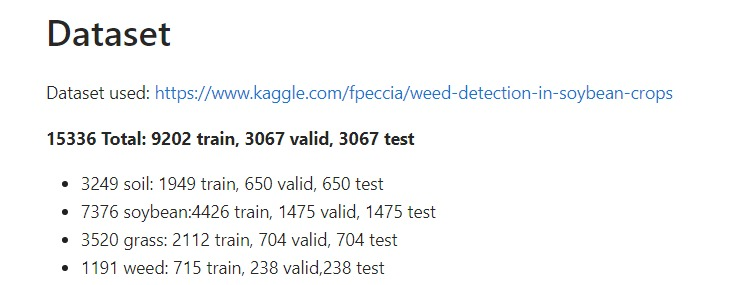 Dataset
Dataset used: https://www.kaggle.com/fpeccia/weed-detection-in-soybean-crops
15336 Total: 9202 train, 3067 valid, 3067 test
• 3249 soil: 1949 train, 650 valid, 650 test
• 7376 soybean:4426 train, 1475 valid, 1475 test
• 3520 grass: 2112 train, 704 valid, 704 test
• 1191 weed: 715 train, 238 valid,238 test